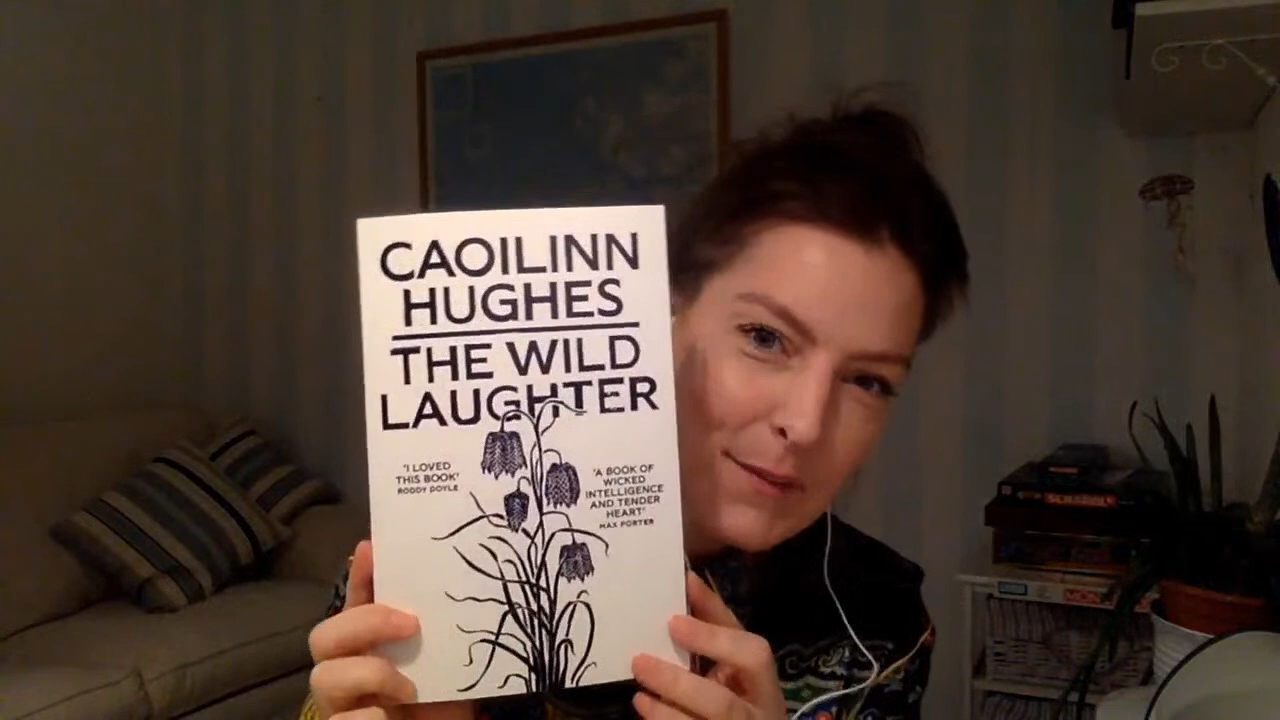 CAOILINN
HUGHES
THE WILD
LAUGHTER
'I LOVED
THIS BOOK'
RODDY DOYLE
'A BOOK OF
WICKED
INTELLIGENCE
AND TENDER
HEART'
MAX PORTER
SCRABBLE